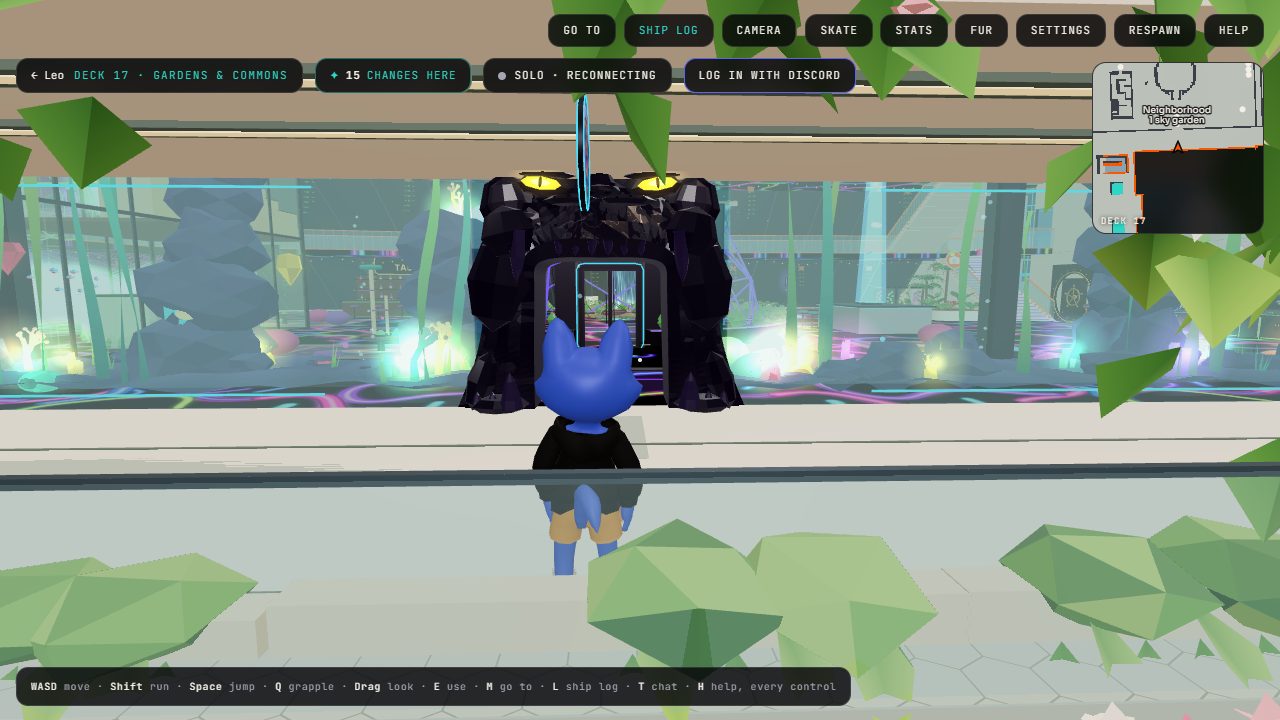 GO TO
SHIP LOG
CAMERA
SKATE
STATS
FUR
SETTINGS
RESPAWN
HELP
← Leo DECK 17 · GARDENS & COMMONS
✦ 15 CHANGES HERE
● SOLO · RECONNECTING
LOG IN WITH DISCORD
Neighborhood
1 sky garden
DECK 17
WASD move · Shift run · Space jump · Q grapple · Drag look · E use · M go to · L ship log · T chat · H help, every control